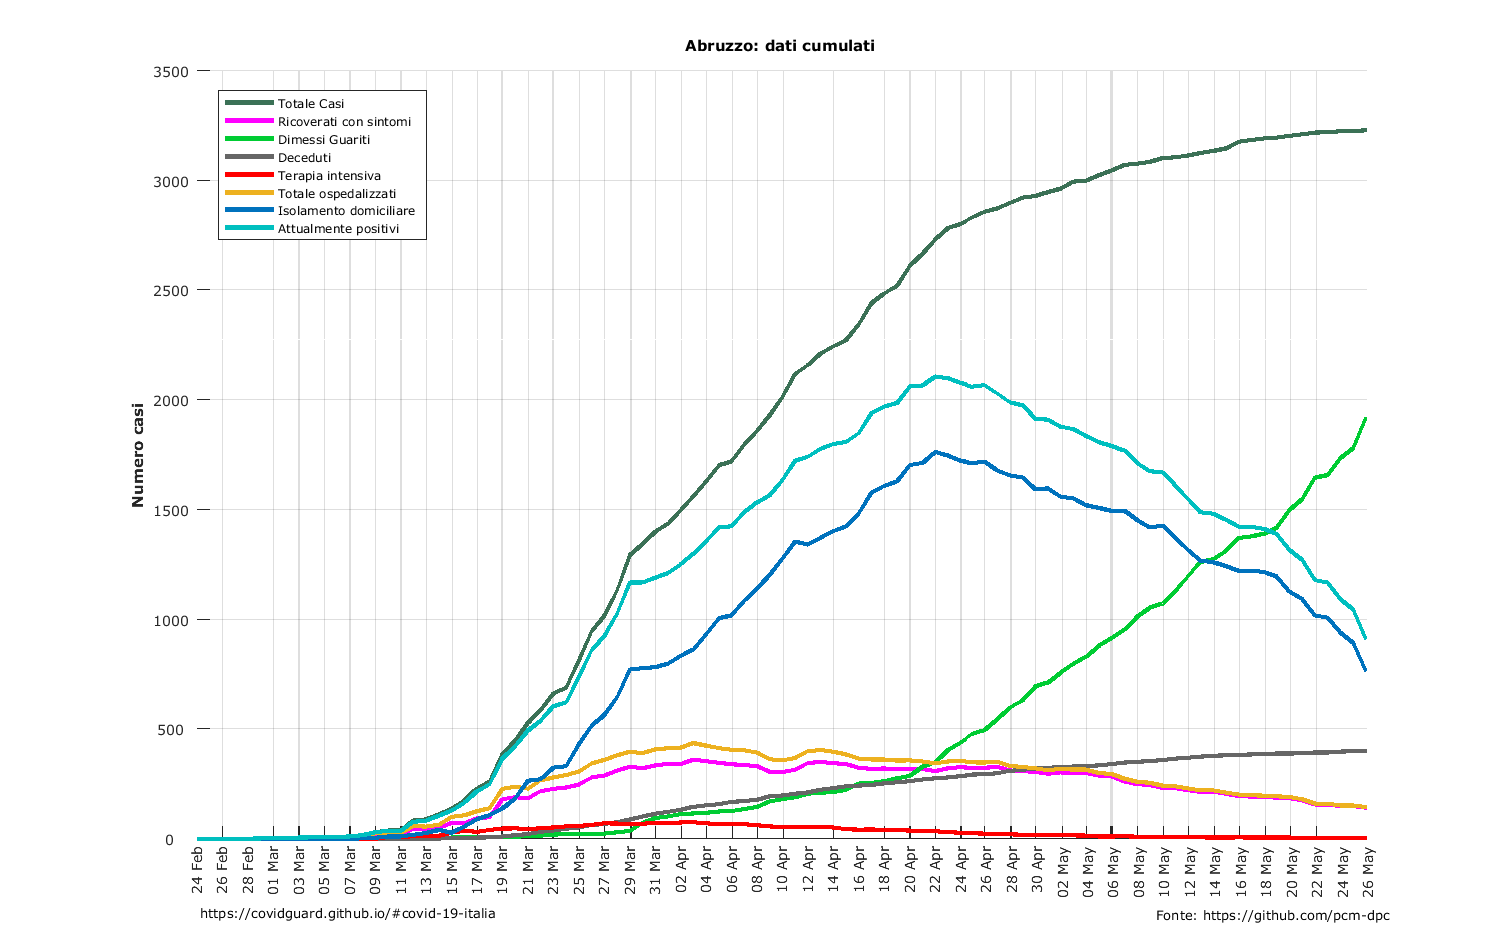 Abruzzo: dati cumulati
3500
3000
2500
2000
1500
1000
500
0
Numero casi
Totale Casi
Ricoverati con sintomi
Dimessi Guariti
Deceduti
Terapia intensiva
Totale ospedalizzati
Isolamento domiciliare
Attualmente positivi
24 Feb
26 Feb
28 Feb
01 Mar
03 Mar
05 Mar
07 Mar
09 Mar
11 Mar
13 Mar
15 Mar
17 Mar
19 Mar
21 Mar
23 Mar
25 Mar
27 Mar
29 Mar
31 Mar
02 Apr
04 Apr
06 Apr
08 Apr
10 Apr
12 Apr
14 Apr
16 Apr
18 Apr
20 Apr
22 Apr
24 Apr
26 Apr
28 Apr
30 Apr
02 May
04 May
06 May
08 May
10 May
12 May
14 May
16 May
18 May
20 May
22 May
24 May
26 May
https://covidguard.github.io/#covid-19-italia
Fonte: https://github.com/pcm-dpc